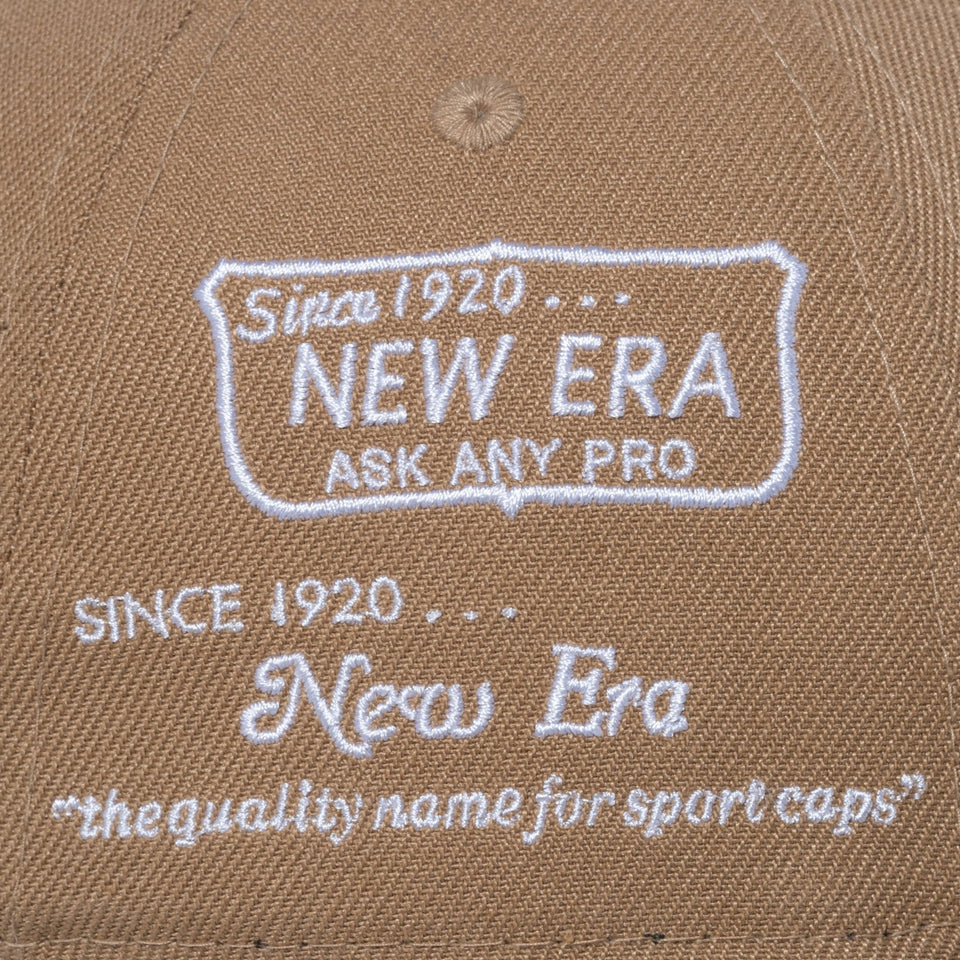 Since 1920...
NEW ERA
ASK ANY PRO
SINCE 1920...
New Era
"the quality name for sport caps"